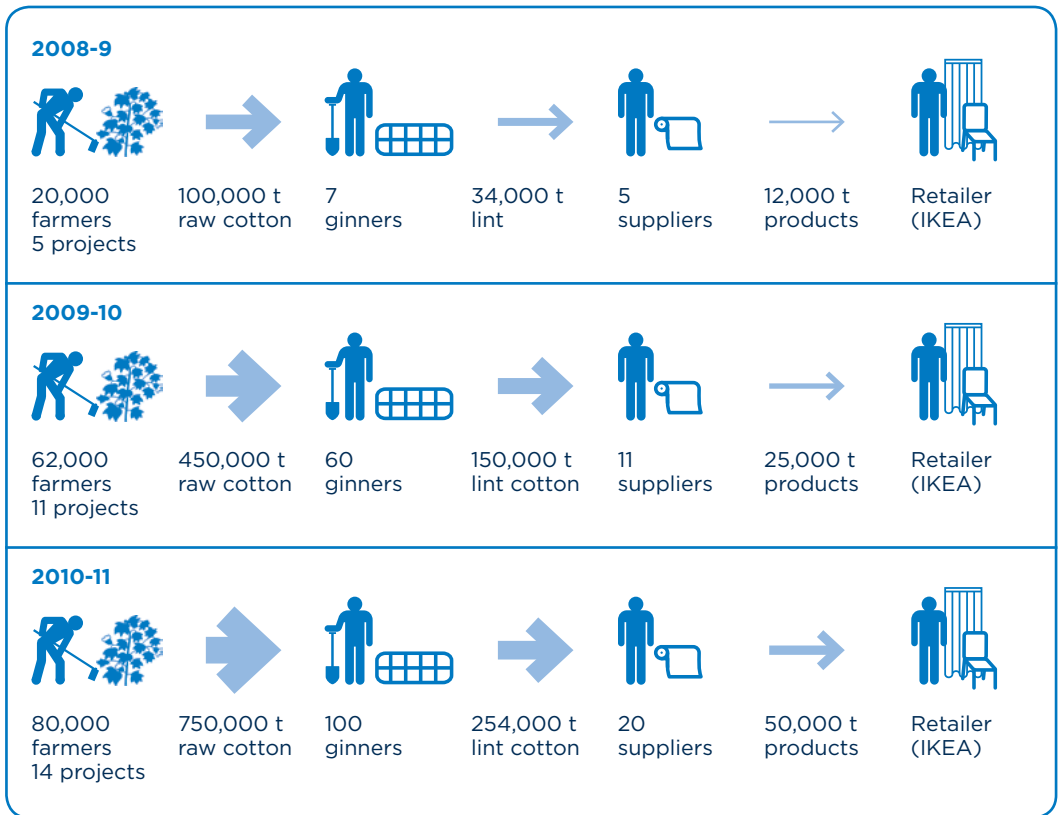 2008-9
20,000
farmers
5 projects
100,000 t
raw cotton
7
ginners
34,000 t
lint
5
suppliers
12,000 t
products
Retailer
(IKEA)
2009-10
62,000
farmers
11 projects
450,000 t
raw cotton
60
ginners
150,000 t
lint cotton
11
suppliers
25,000 t
products
Retailer
(IKEA)
2010-11
80,000
farmers
14 projects
750,000 t
raw cotton
100
ginners
254,000 t
lint cotton
20
suppliers
50,000 t
products
Retailer
(IKEA)